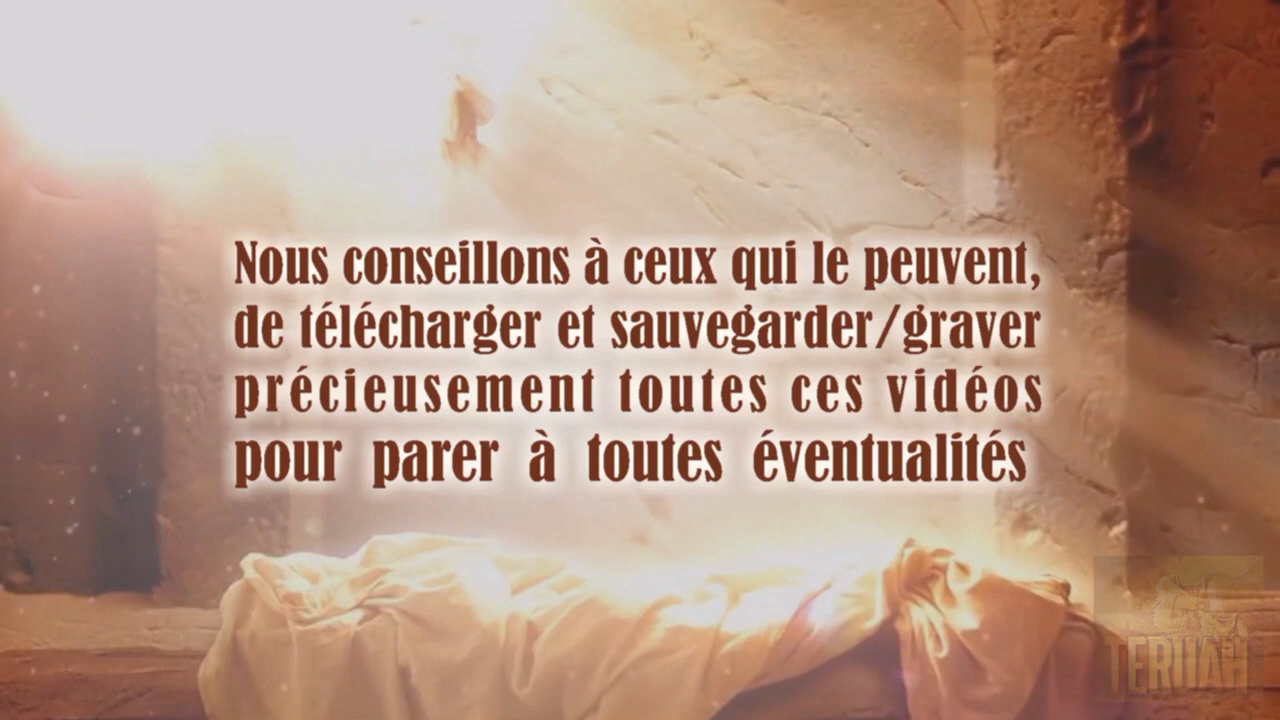 Nous conseillons à ceux qui le peuvent,
de télécharger et sauvegarder/graver
précieusement toutes ces vidéos
pour parer à toutes éventualités
TERUAH